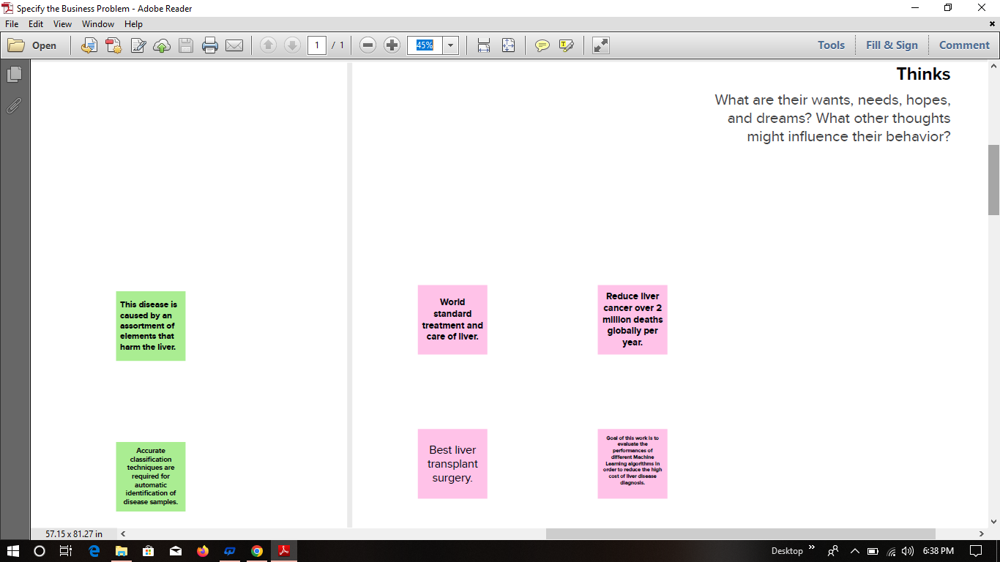 Specify the Business Problem - Adobe Reader
File Edit View Window Help
Open
1 / 1
45%
Tools Fill & Sign Comment
Thinks
What are their wants, needs, hopes,
and dreams? What other thoughts
might influence their behavior?
This disease is
caused by an
assortment of
elements that
harm the liver.
World
standard
treatment and
care of liver.
Reduce liver
cancer over 2
million deaths
globally per
year.
Accurate
classification
techniques are
required for
automatic
identification of
disease samples.
Best liver
transplant
surgery.
Goal of this work is to
evaluate the
performances of
different Machine
Learning algorithms in
order to reduce the high
cost of liver disease
diagnosis.
57.15 x 81.27 in
Desktop
6:38 PM